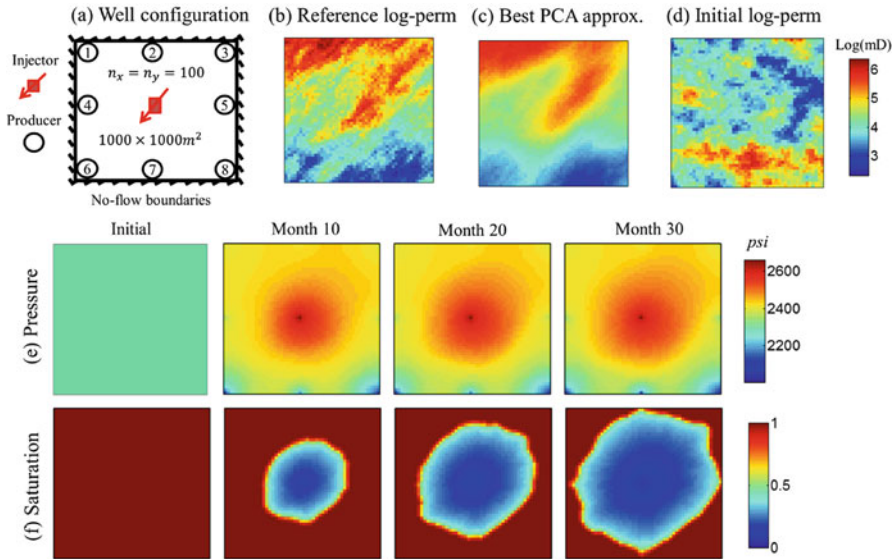 (a) Well configuration
(b) Reference log-perm
(c) Best PCA approx.
(d) Initial log-perm
Injector
Producer
1 2 3
nₓ = nᵧ = 100
4 5
1000 × 1000m²
6 7 8
No-flow boundaries
Log(mD)
6
5
4
3
Initial
Month 10
Month 20
Month 30
(e) Pressure
psi
2600
2400
2200
(f) Saturation
1
0.5
0